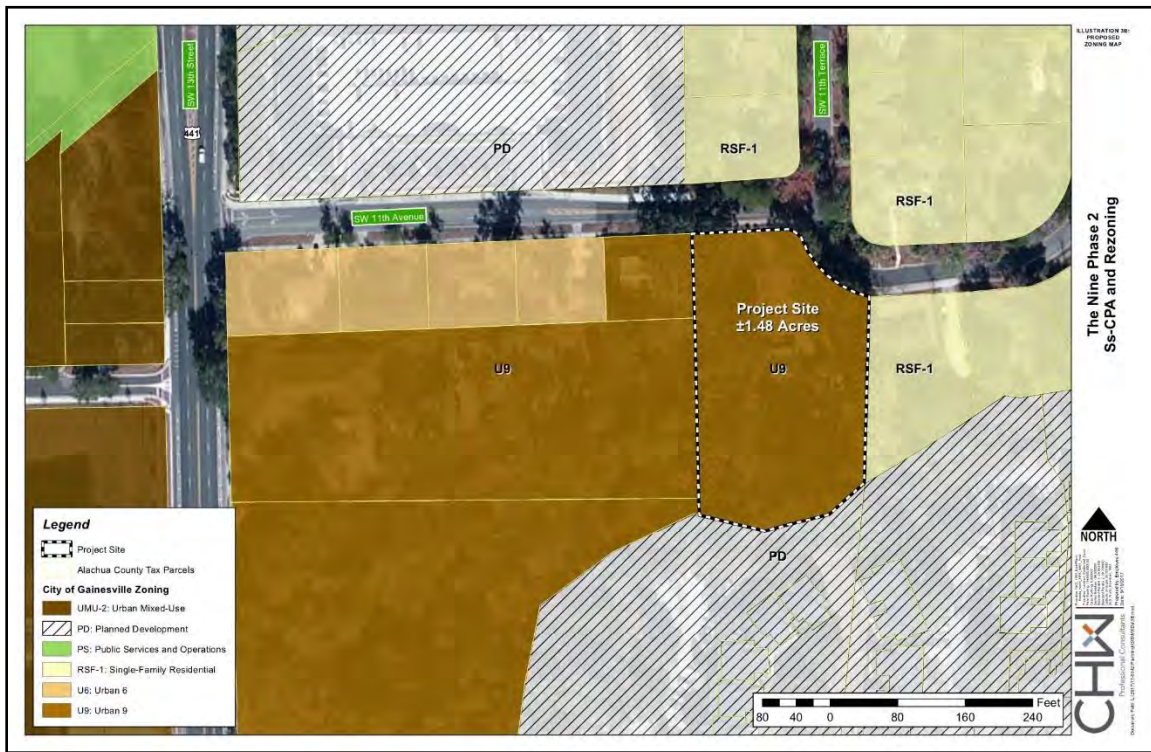 ILLUSTRATION 3B:
PROPOSED
ZONING MAP
SW 13th Street
SW 11th Terrace
441
PD
RSF-1
RSF-1
SW 11th Avenue
Project Site
±1.48 Acres
U9
U9
RSF-1
PD
The Nine Phase 2
Ss-CPA and Rezoning
Legend
Project Site
Alachua County Tax Parcels
City of Gainesville Zoning
UMU-2: Urban Mixed-Use
PD: Planned Development
PS: Public Services and Operations
RSF-1: Single-Family Residential
U6: Urban 6
U9: Urban 9
NORTH
CHW
Professional Consultants
Feet
80 40 0 80 160 240